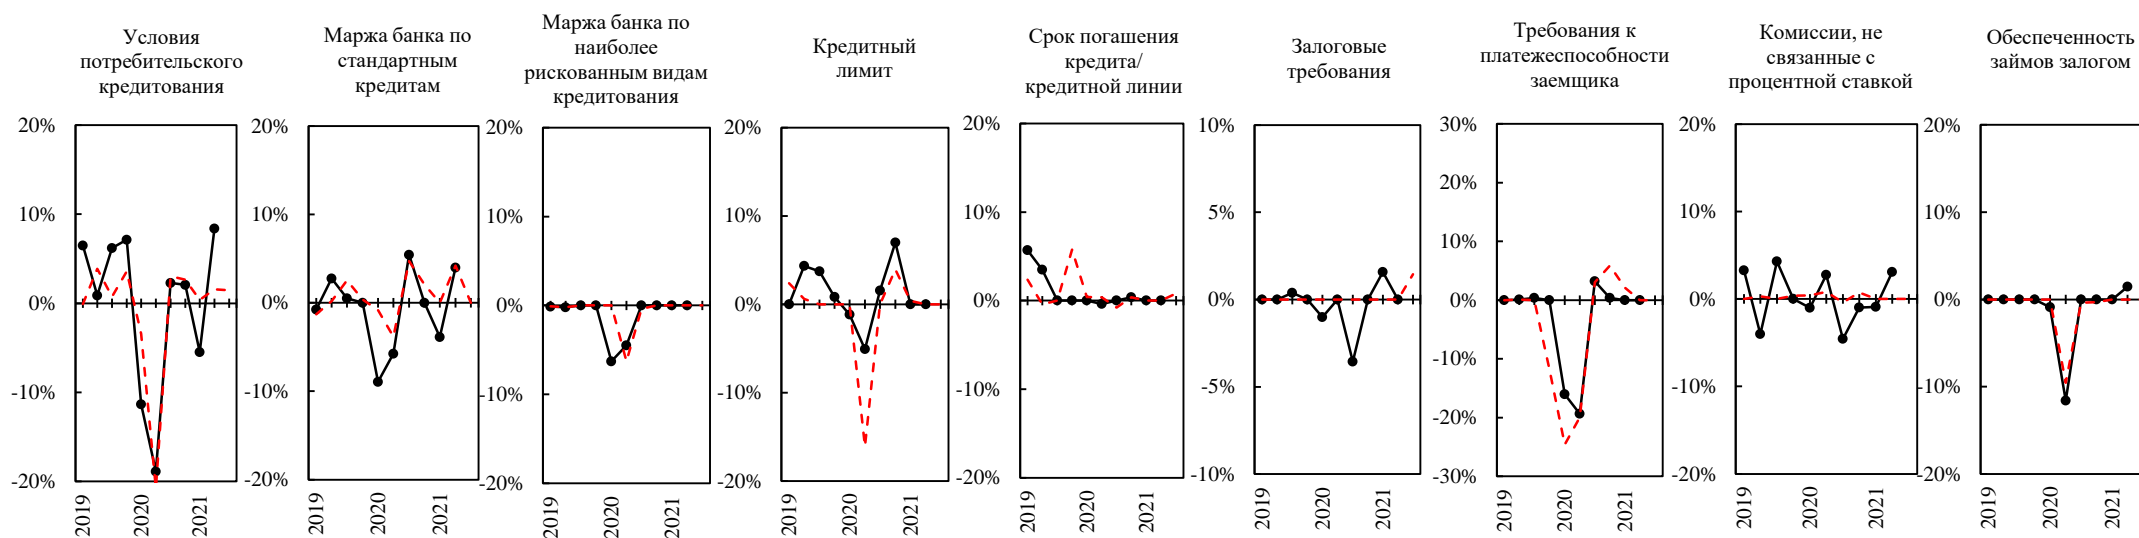 Условия
потребительского
кредитования
20%
10%
0%
-10%
-20%
2019
2020
2021
Маржа банка по
стандартным
кредитам
20%
10%
0%
-10%
-20%
2019
2020
2021
Маржа банка по
наиболее
рискованным видам
кредитования
20%
10%
0%
-10%
-20%
2019
2020
2021
Кредитный
лимит
20%
10%
0%
-10%
-20%
2019
2020
2021
Срок погашения
кредита/
кредитной линии
20%
10%
0%
-10%
-20%
2019
2020
2021
Залоговые
требования
10%
5%
0%
-5%
-10%
2019
2020
2021
Требования к
платежеспособности
заемщика
30%
20%
10%
0%
-10%
-20%
-30%
2019
2020
2021
Комиссии, не
связанные с
процентной ставкой
20%
10%
0%
-10%
-20%
2019
2020
2021
Обеспеченность
займов залогом
20%
10%
0%
-10%
-20%
2019
2020
2021